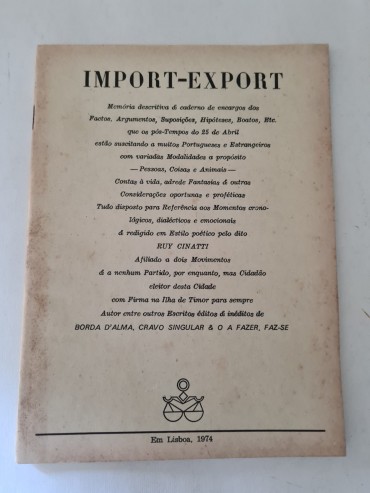 IMPORT-EXPORT
Memória descritiva & caderno de encargos dos
Factos, Argumentos, Suposições, Hipóteses, Boatos, Etc.
que os pós-Tempos do 25 de Abril
estão suscitando a muitos Portugueses e Estrangeiros
com variadas Modalidades a propósito
— Pessoas, Coisas e Animais —
Contas à vida, adrede Fantasias & outras
Considerações oportunas e proféticas
Tudo disposto para Referência aos Momentos crono-
lógicos, dialécticos e emocionais
& redigido em Estilo poético pelo dito
RUY CINATTI
Afiliado a dois Movimentos
& a nenhum Partido, por enquanto, mas Cidadão
eleitor desta Cidade
com Firma na Ilha de Timor para sempre
Autor entre outros Escritos éditos & inéditos de
BORDA D'ALMA, CRAVO SINGULAR & O A FAZER, FAZ-SE
Em Lisboa, 1974